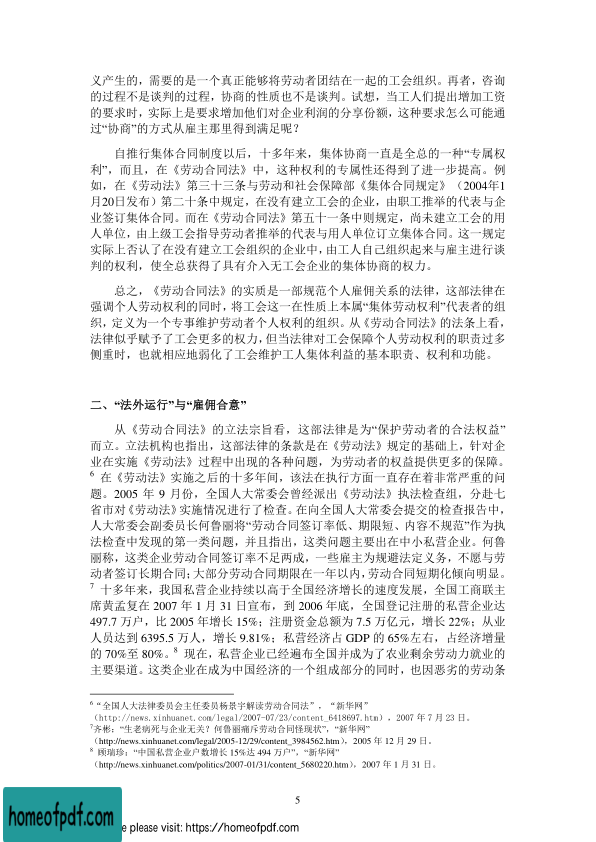 义产生的，需要的是一个真正能够将劳动者团结在一起的工会组织。再者，咨询
的过程不是谈判的过程，协商的性质也不是谈判。试想，当工人们提出增加工资
的要求时，实际上是要求增加他们对企业利润的分享份额，这种要求怎么可能通
过“协商”的方式从雇主那里得到满足呢？
自推行集体合同制度以后，十多年来，集体协商一直是全总的一种“专属权
利”，而且，在《劳动合同法》中，这种权利的专属性还得到了进一步提高。例
如，在《劳动法》第三十三条与劳动和社会保障部《集体合同规定》（2004年1
月20日发布）第二十条中规定，在没有建立工会的企业，由职工推举的代表与企
业签订集体合同。而在《劳动合同法》第五十一条中则规定，尚未建立工会的用
人单位，由上级工会指导劳动者推举的代表与用人单位订立集体合同。这一规定
实际上否认了在没有建立工会组织的企业中，由工人自己组织起来与雇主进行谈
判的权利，使全总获得了具有介入无工会企业的集体协商的权力。
总之，《劳动合同法》的实质是一部规范个人雇佣关系的法律，这部法律在
强调个人劳动权利的同时，将工会这一在性质上本属“集体劳动权利”代表者的组
织，定义为一个专事维护劳动者个人权利的组织。从《劳动合同法》的法条上看，
法律似乎赋予了工会更多的权力，但当法律对工会保障个人劳动权利的职责过多
侧重时，也就相应地弱化了工会维护工人集体利益的基本职责、权利和功能。
二、“法外运行”与“雇佣合意”
从《劳动合同法》的立法宗旨看，这部法律是为“保护劳动者的合法权益”
而立。立法机构也指出，这部法律的条款是在《劳动法》规定的基础上，针对企
业在实施《劳动法》过程中出现的各种问题，为劳动者的权益提供更多的保障。
6 在《劳动法》实施之后的十多年间，该法在执行方面一直存在着非常严重的问
题。2005 年 9 月份，全国人大常委会曾经派出《劳动法》执法检查组，分赴七
省市对《劳动法》实施情况进行了检查。在向全国人大常委会提交的检查报告中，
人大常委会副委员长何鲁丽将“劳动合同签订率低、期限短、内容不规范”作为执
法检查中发现的第一类问题，并且指出，这类问题主要出在中小私营企业。何鲁
丽称，这类企业劳动合同签订率不足两成，一些雇主为规避法定义务，不愿与劳
动者签订长期合同；大部分劳动合同期限在一年以内，劳动合同短期化倾向明显。
7 十多年来，我国私营企业持续以高于全国经济增长的速度发展，全国工商联主
席黄孟复在 2007 年 1 月 31 日宣布，到 2006 年底，全国登记注册的私营企业达
497.7 万户，比 2005 年增长 15%；注册资金总额为 7.5 万亿元，增长 22%；从业
人员达到 6395.5 万人，增长 9.81%；私营经济占 GDP 的 65%左右，占经济增量
的 70%至 80%。8 现在，私营企业已经遍布全国并成为了农业剩余劳动力就业的
主要渠道。这类企业在成为中国经济的一个组成部分的同时，也因恶劣的劳动条
6 “全国人大法律委员会主任委员杨景宇解读劳动合同法”，“新华网”
（http://news.xinhuanet.com/legal/2007-07/23/content_6418697.htm），2007 年 7 月 23 日。
7 齐彬：“生老病死与企业无关？何鲁丽痛斥劳动合同怪现状”，“新华网”
（http://news.xinhuanet.com/legal/2005-12/29/content_3984562.htm），2005 年 12 月 29 日。
8 顾瑞珍：“中国私营企业户数增长 15%达 494 万户”，“新华网”
（http://news.xinhuanet.com/politics/2007-01/31/content_5680220.htm），2007 年 1 月 31 日。
5
homeofpdf.com
e please visit: https://homeofpdf.com